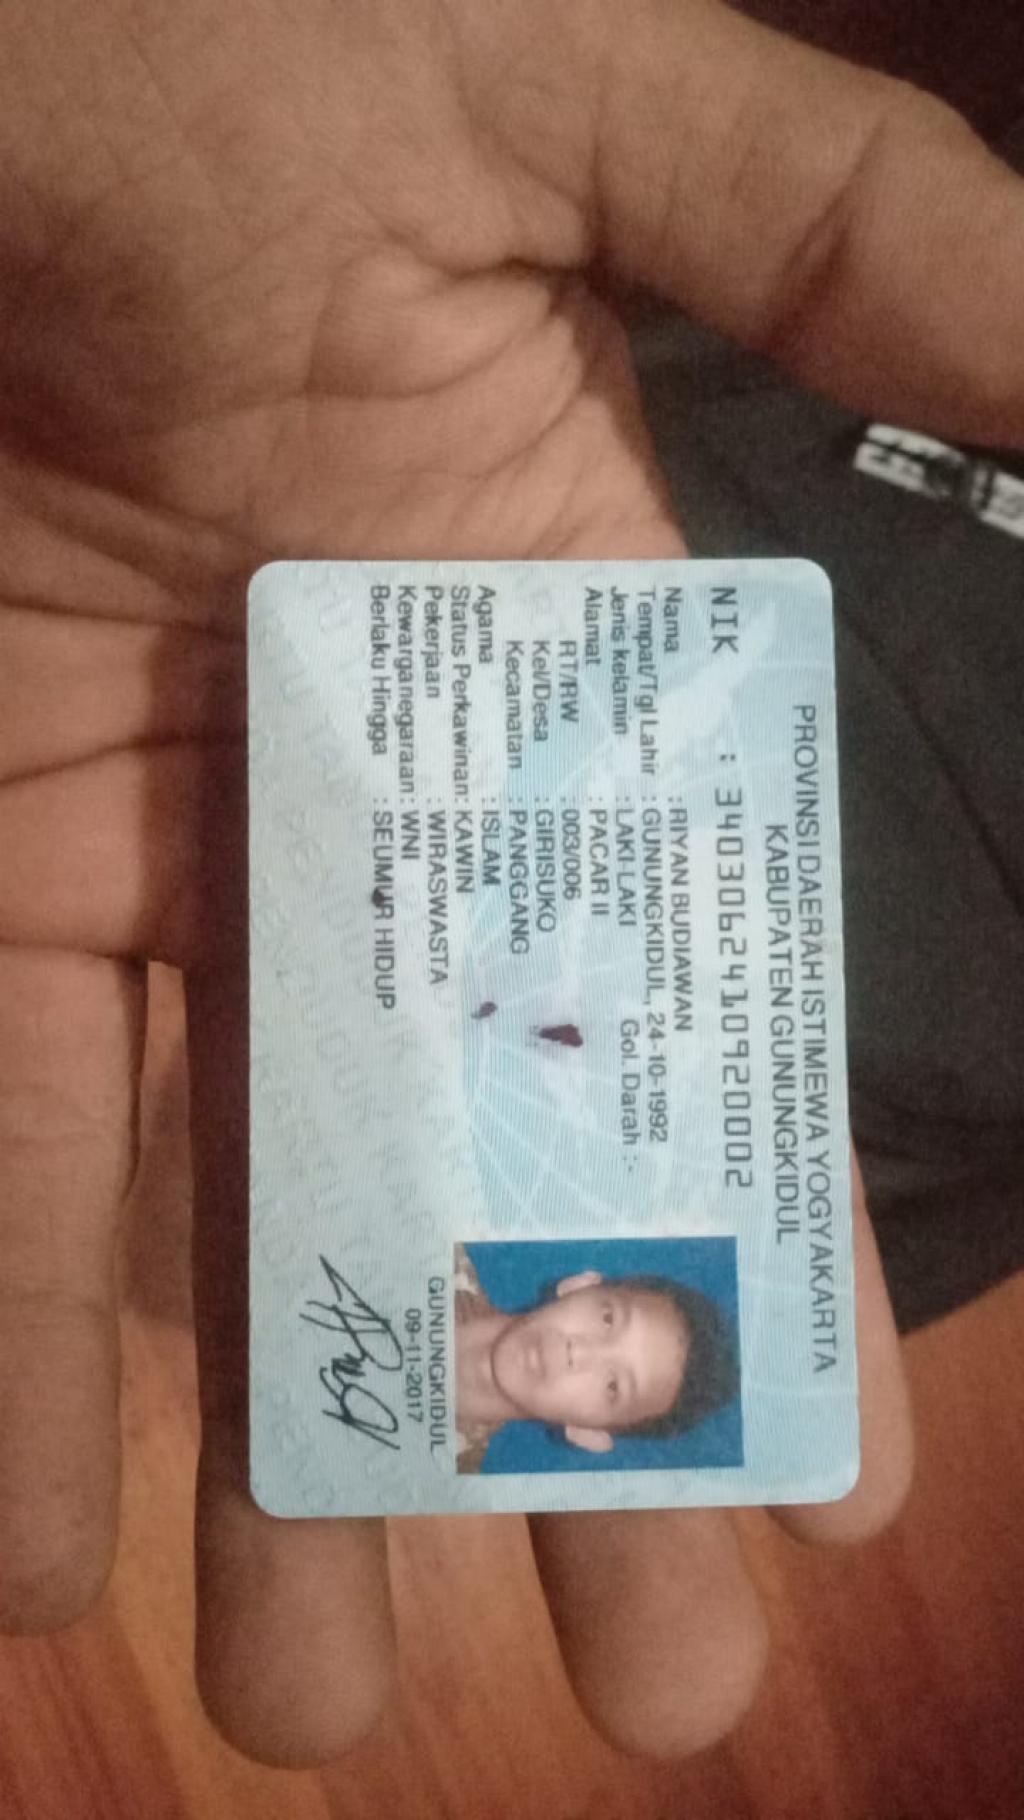 PROVINSI DAERAH ISTIMEWA YOGYAKARTA
KABUPATEN GUNUNGKIDUL
NIK : 3403062410920002
Nama : RIYAN BUDIAWAN
Tempat/Tgl Lahir : GUNUNGKIDUL, 24-10-1992
Jenis kelamin : LAKI-LAKI Gol. Darah : -
Alamat : PACAR II
RT/RW : 003/006
Kel/Desa : GIRISUKO
Kecamatan : PANGGANG
Agama : ISLAM
Status Perkawinan: KAWIN
Pekerjaan : WIRASWASTA
Kewarganegaraan: WNI
Berlaku Hingga : SEUMUR HIDUP
GUNUNGKIDUL
09-11-2017